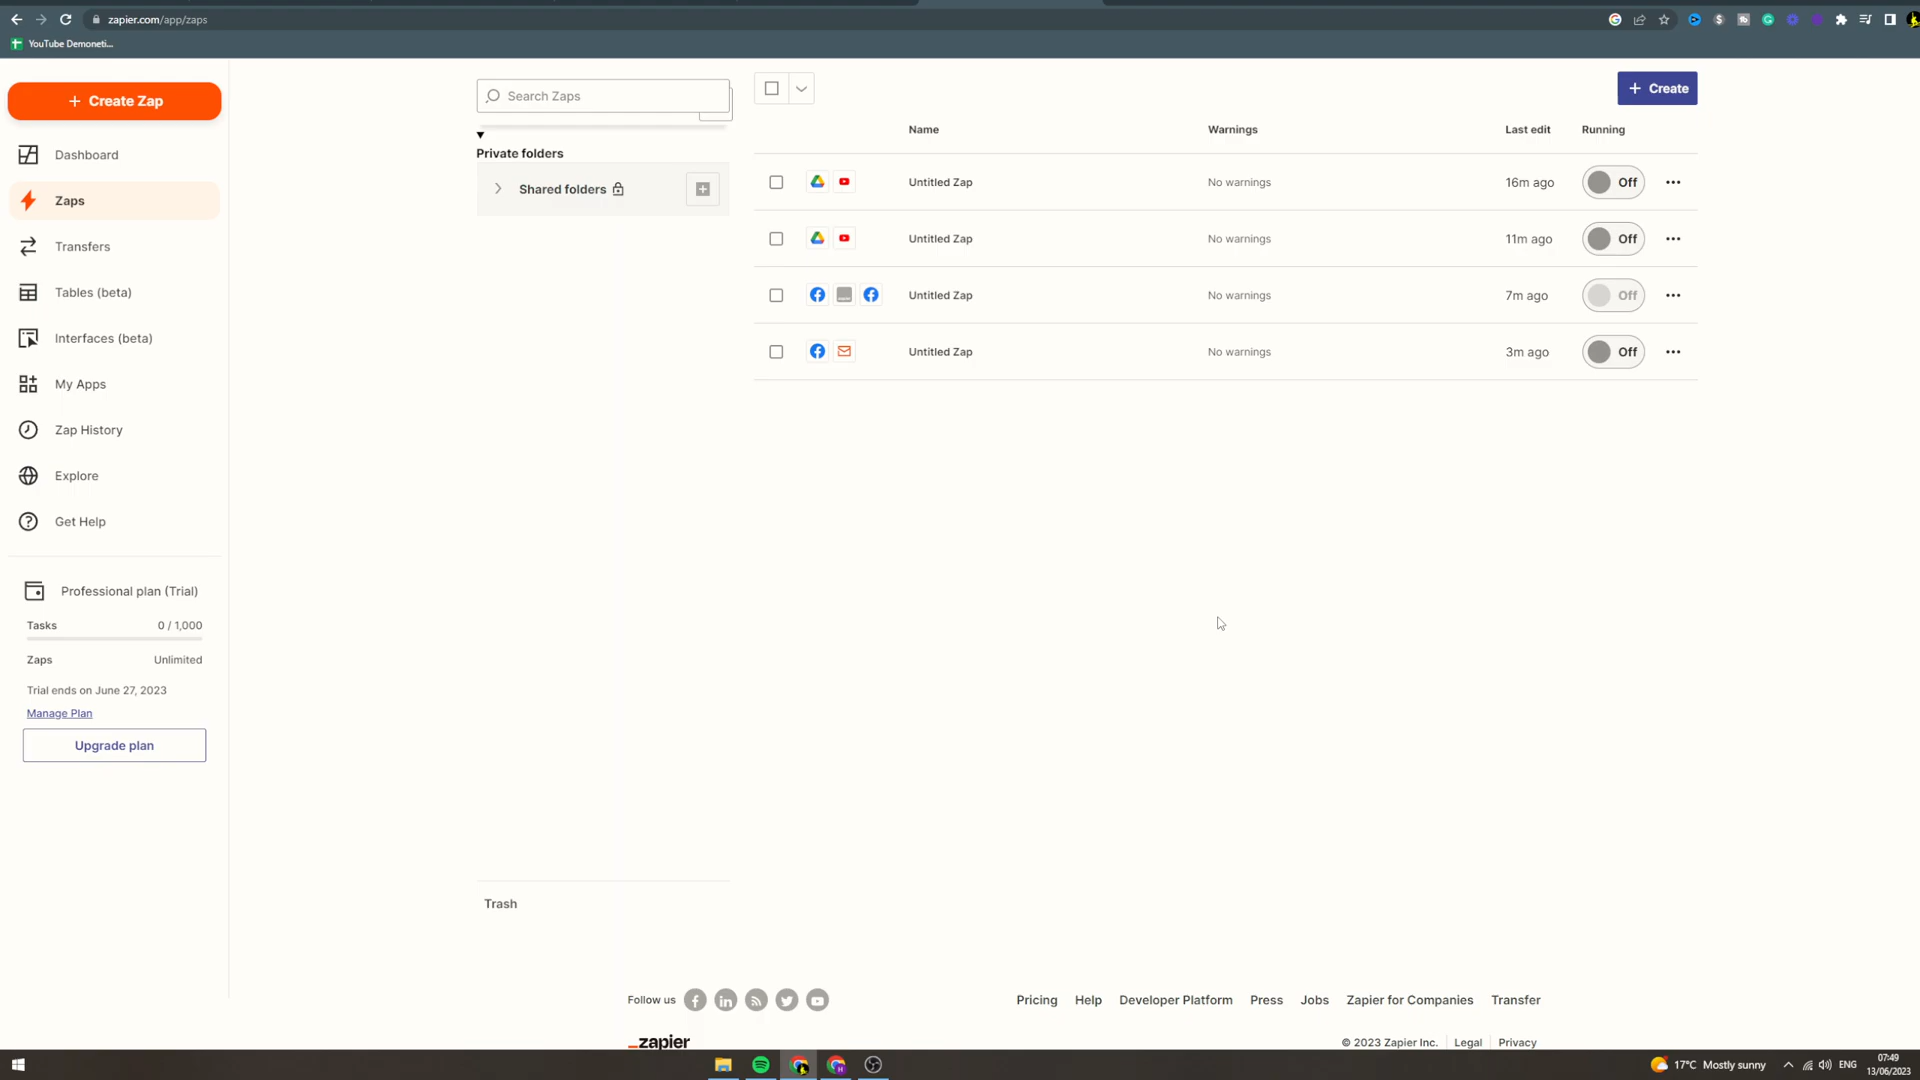 zapier.com/app/zaps
YouTube Demoneti...
+ Create Zap
Dashboard
Zaps
Transfers
Tables (beta)
Interfaces (beta)
My Apps
Zap History
Explore
Get Help
Professional plan (Trial)
Tasks 0 / 1,000
Zaps Unlimited
Trial ends on June 27, 2023
Manage Plan
Upgrade plan
Search Zaps
Private folders
Shared folders
Trash
+ Create
Name Warnings Last edit Running
Untitled Zap No warnings 16m ago Off
Untitled Zap No warnings 11m ago Off
Untitled Zap No warnings 7m ago Off
Untitled Zap No warnings 3m ago Off
Follow us
Pricing Help Developer Platform Press Jobs Zapier for Companies Transfer
_zapier
© 2023 Zapier Inc. Legal Privacy
17°C Mostly sunny
ENG
07:49
13/06/2023